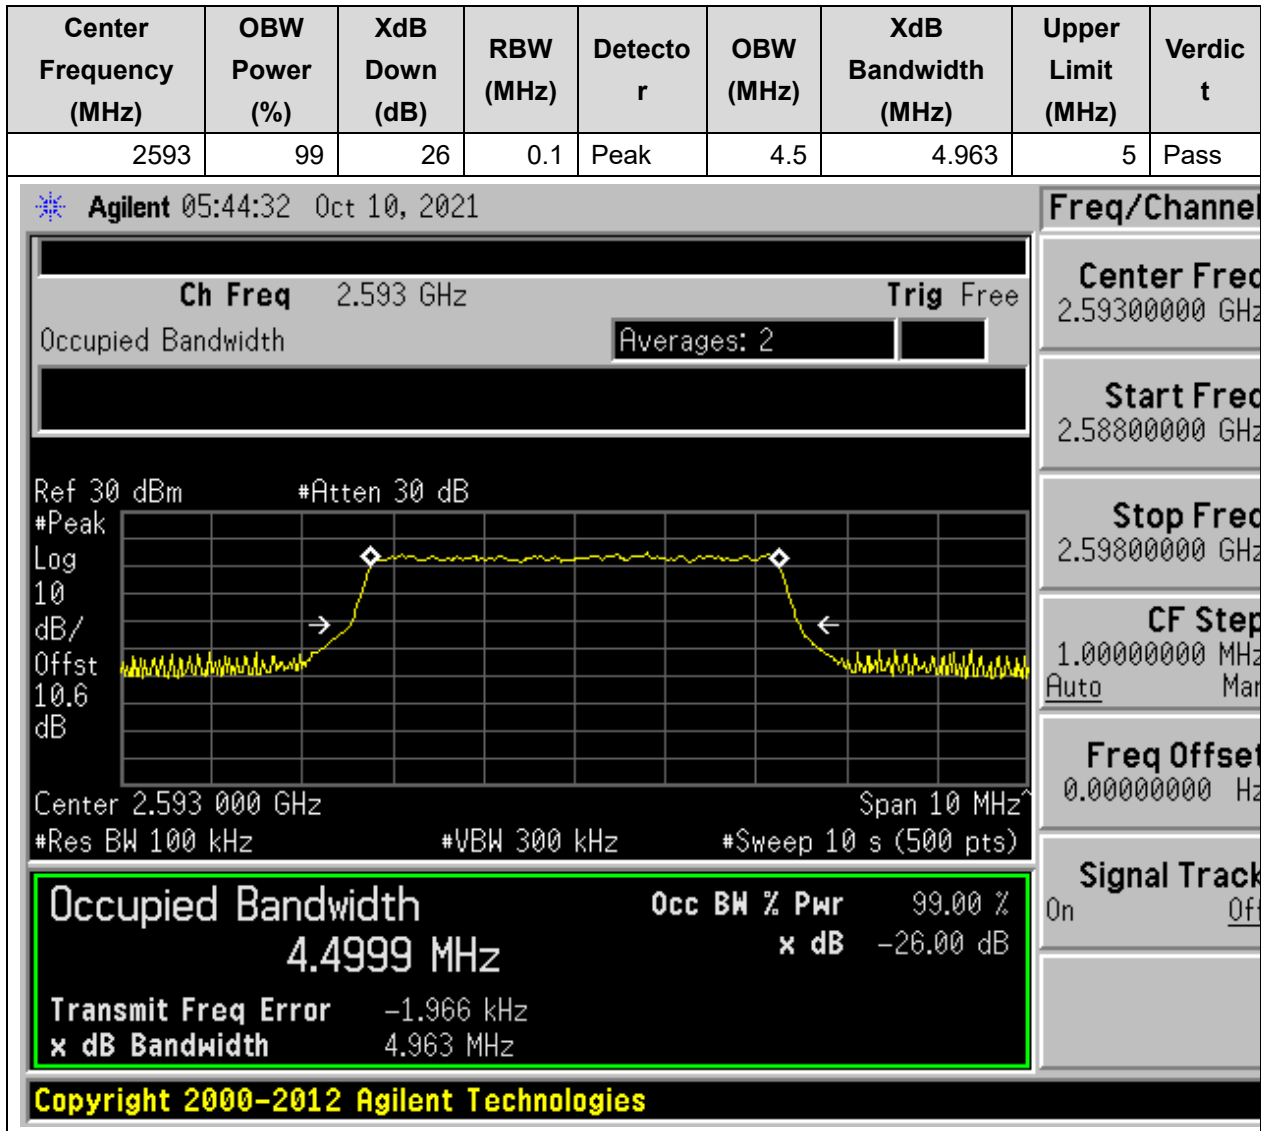 Center Frequency (MHz) OBW Power (%) XdB Down (dB) RBW (MHz) Detector OBW (MHz) XdB Bandwidth (MHz) Upper Limit (MHz) Verdict
2593 99 26 0.1 Peak 4.5 4.963 5 Pass
Agilent 05:44:32 Oct 10, 2021
Freq/Channel
Ch Freq 2.593 GHz Trig Free
Occupied Bandwidth Averages: 2
Center Freq
2.59300000 GHz
Start Freq
2.58800000 GHz
Stop Freq
2.59800000 GHz
CF Step
1.00000000 MHz
Auto Man
Freq Offset
0.00000000 Hz
Signal Track
On Off
Ref 30 dBm #Atten 30 dB
#Peak
Log
10
dB/
Offst
10.6
dB
Center 2.593 000 GHz Span 10 MHz^
#Res BW 100 kHz #VBW 300 kHz #Sweep 10 s (500 pts)
Occupied Bandwidth Occ BW % Pwr 99.00 %
4.4999 MHz x dB -26.00 dB
Transmit Freq Error -1.966 kHz
x dB Bandwidth 4.963 MHz
Copyright 2000-2012 Agilent Technologies